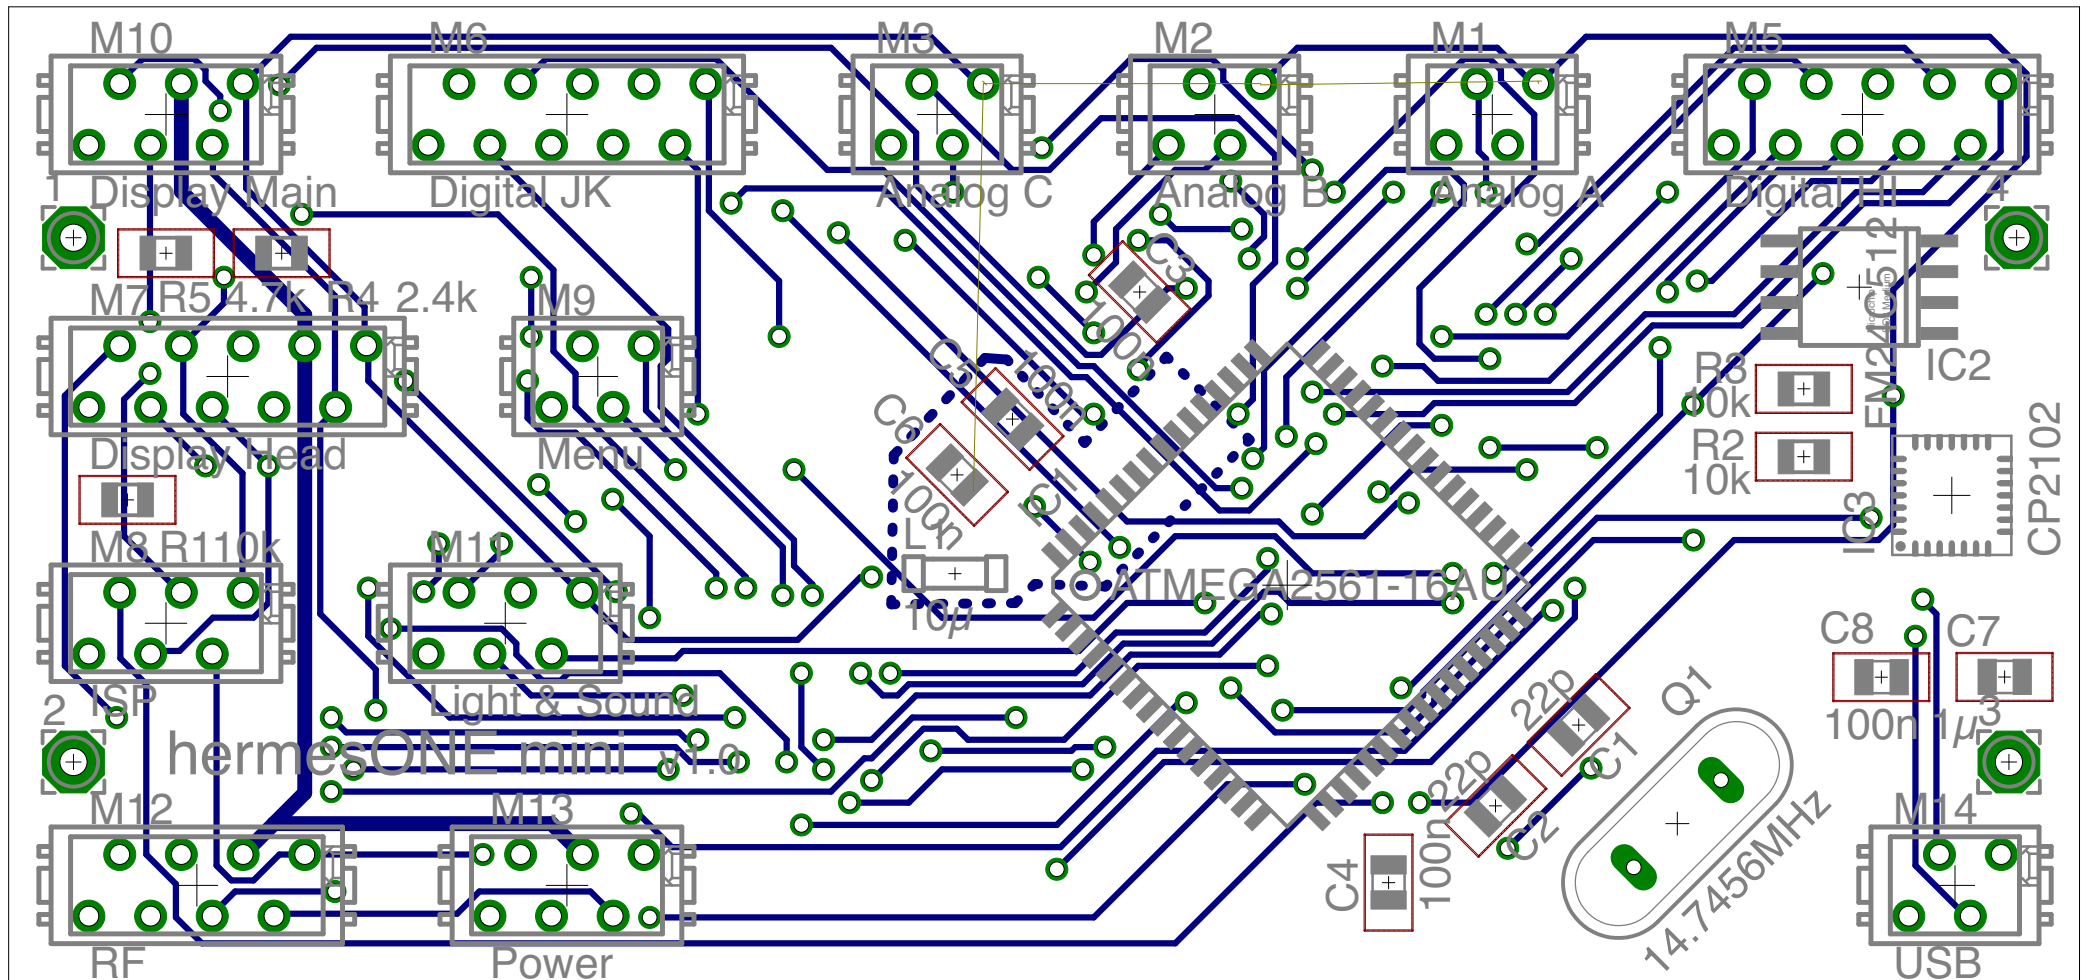 M10
M6
M3
M2
M1
M5
1
Display Main
Digital JK
Analog C
Analog B
Analog A
Digital HI
4
C3
100n
M7
R5 4.7k
R4 2.4k
M9
EM24C512
IC2
C5
100n
R3
10k
C6
100n
Display Head
Menu
IC1
R2
10k
IC3
CP2102
M8
R1 10k
M11
L1
10µ
ATMEGA2561-16AU
C8
C7
2
ISP
Light & Sound
22p
C1
Q1
100n
1µ
3
hermesONE mini v1.0
22p
C2
M12
M13
C4
100n
14.7456MHz
M14
RF
Power
USB